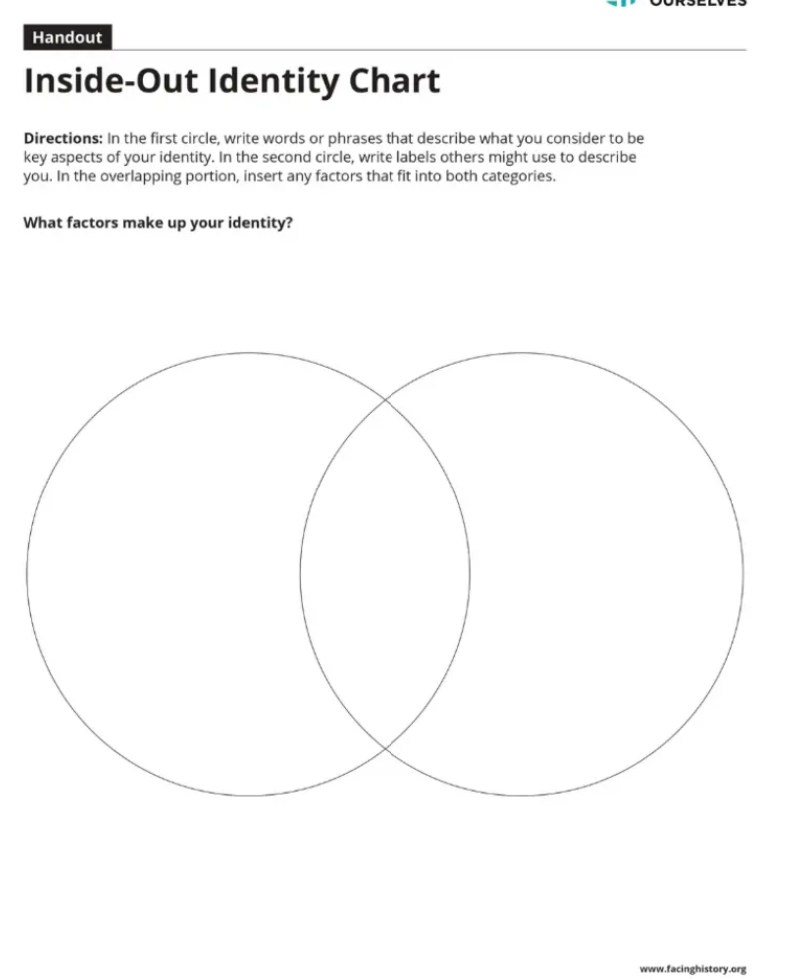 OURSELVES
Handout
Inside-Out Identity Chart
Directions: In the first circle, write words or phrases that describe what you consider to be
key aspects of your identity. In the second circle, write labels others might use to describe
you. In the overlapping portion, insert any factors that fit into both categories.
What factors make up your identity?
www.facinghistory.org